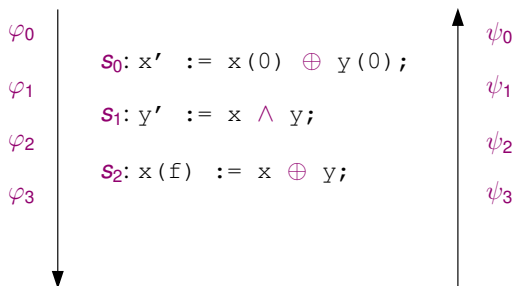 φ0 ψ0
s0: x' := x(0) ⊕ y(0);
φ1 ψ1
s1: y' := x ∧ y;
φ2 ψ2
s2: x(f) := x ⊕ y;
φ3 ψ3